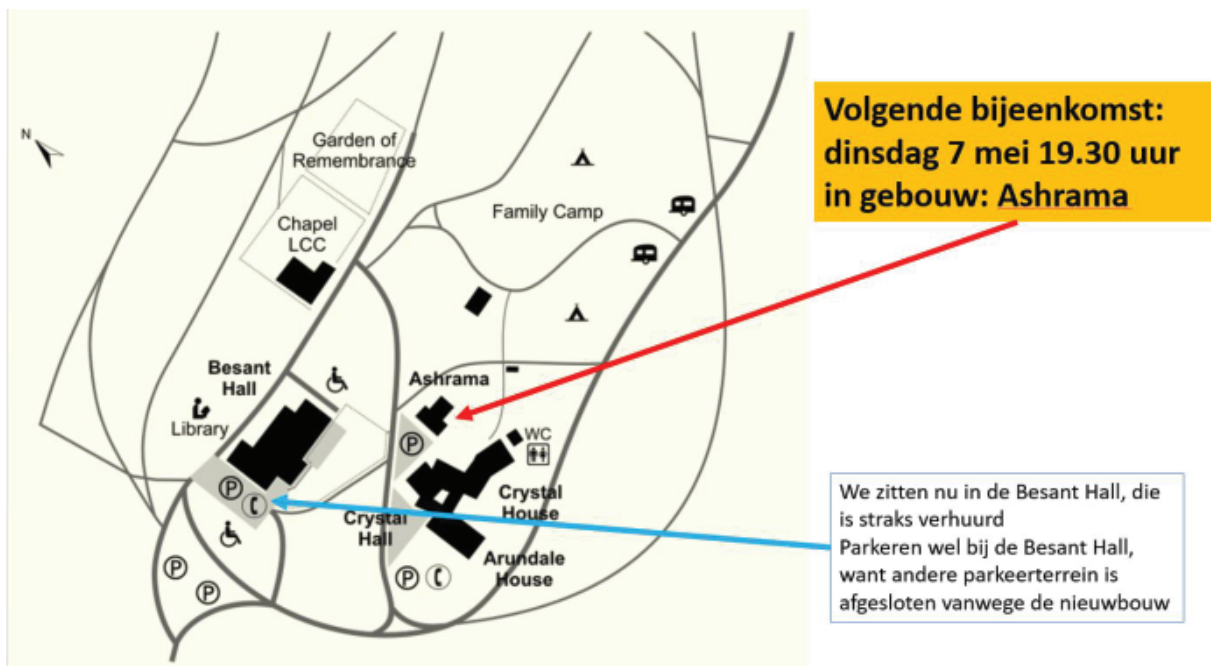 Volgende bijeenkomst:
dinsdag 7 mei 19.30 uur
in gebouw: Ashrama
N
Garden of
Remembrance
Chapel
LCC
Family Camp
Besant
Hall
Library
Ashrama
P
WC
P
Crystal
House
Crystal
Hall
Arundale
House
P
P
P
We zitten nu in de Besant Hall, die
is straks verhuurd
Parkeren wel bij de Besant Hall,
want andere parkeerterrein is
afgesloten vanwege de nieuwbouw